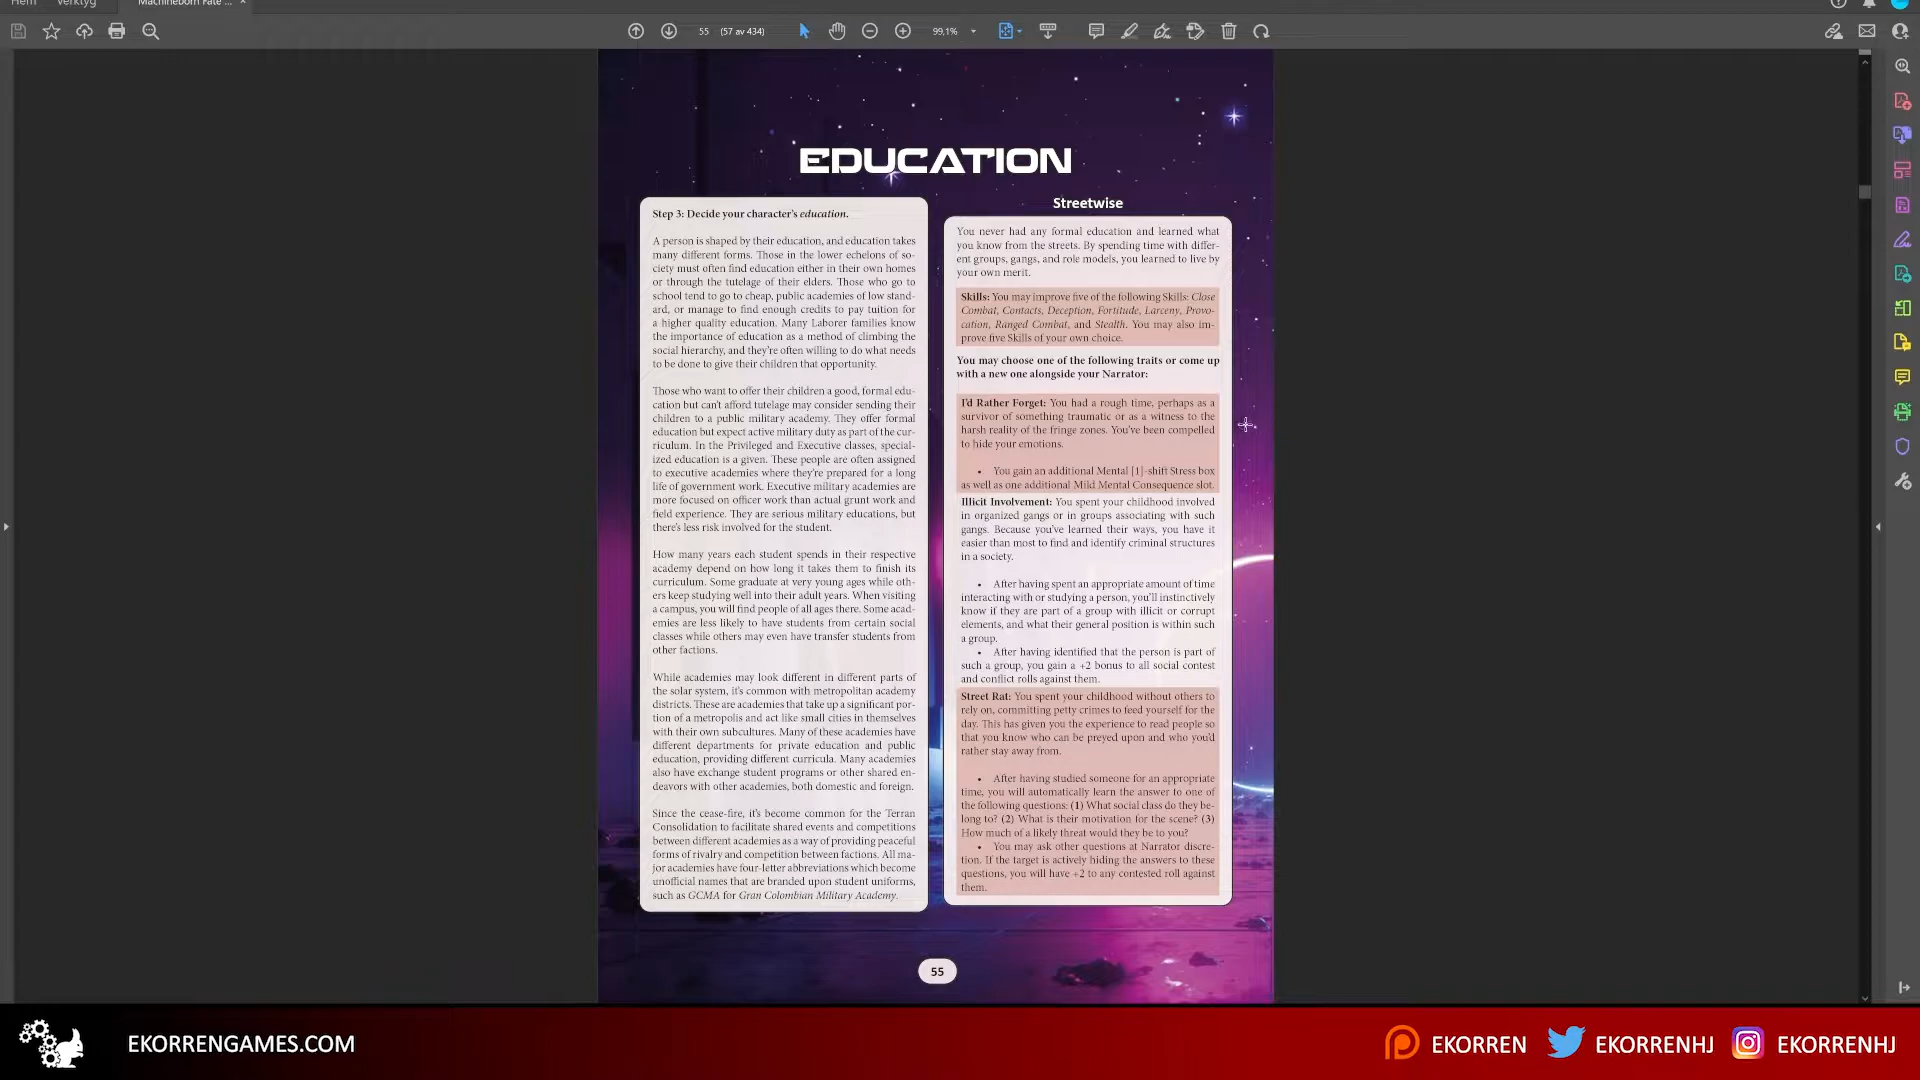 Hem
Verktyg
Machineborn Fate ...
55 (57 av 434)
99,1%
EDUCATION
Step 3: Decide your character's education.
A person is shaped by their education, and education takes
many different forms. Those in the lower echelons of so-
ciety must often find education either in their own homes
or through the tutelage of their elders. Those who go to
school tend to go to cheap, public academies of low stand-
ard, or manage to find enough credits to pay tuition for
a higher quality education. Many Laborer families know
the importance of education as a method of climbing the
social hierarchy, and they're often willing to do what needs
to be done to give their children that opportunity.
Those who want to offer their children a good, formal edu-
cation but can't afford tutelage may consider sending their
children to a public military academy. They offer formal
education but expect active military duty as part of the cur-
riculum. In the Privileged and Executive classes, special-
ized education is a given. These people are often assigned
to executive academies where they're prepared for a long
life of government work. Executive military academies are
more focused on officer work than actual grunt work and
field experience. They are serious military educations, but
there's less risk involved for the student.
How many years each student spends in their respective
academy depend on how long it takes them to finish its
curriculum. Some graduate at very young ages while oth-
ers keep studying well into their adult years. When visiting
a campus, you will find people of all ages there. Some acad-
emies are less likely to have students from certain social
classes while others may even have transfer students from
other factions.
While academies may look different in different parts of
the solar system, it's common with metropolitan academy
districts. These are academies that take up a significant por-
tion of a metropolis and act like small cities in themselves
with their own subcultures. Many of these academies have
different departments for private education and public
education, providing different curricula. Many academies
also have exchange student programs or other shared en-
deavors with other academies, both domestic and foreign.
Since the cease-fire, it's become common for the Terran
Consolidation to facilitate shared events and competitions
between different academies as a way of providing peaceful
forms of rivalry and competition between factions. All ma-
jor academies have four-letter abbreviations which become
unofficial names that are branded upon student uniforms,
such as GCMA for Gran Colombian Military Academy.
Streetwise
You never had any formal education and learned what
you know from the streets. By spending time with differ-
ent groups, gangs, and role models, you learned to live by
your own merit.
Skills: You may improve five of the following Skills: Close
Combat, Contacts, Deception, Fortitude, Larceny, Provo-
cation, Ranged Combat, and Stealth. You may also im-
prove five Skills of your own choice.
You may choose one of the following traits or come up
with a new one alongside your Narrator:
I'd Rather Forget: You had a rough time, perhaps as a
survivor of something traumatic or as a witness to the
harsh reality of the fringe zones. You've been compelled
to hide your emotions.
• You gain an additional Mental [1]-shift Stress box
as well as one additional Mild Mental Consequence slot.
Illicit Involvement: You spent your childhood involved
in organized gangs or in groups associating with such
gangs. Because you've learned their ways, you have it
easier than most to find and identify criminal structures
in a society.
• After having spent an appropriate amount of time
interacting with or studying a person, you'll instinctively
know if they are part of a group with illicit or corrupt
elements, and what their general position is within such
a group.
• After having identified that the person is part of
such a group, you gain a +2 bonus to all social contest
and conflict rolls against them.
Street Rat: You spent your childhood without others to
rely on, committing petty crimes to feed yourself for the
day. This has given you the experience to read people so
that you know who can be preyed upon and who you'd
rather stay away from.
• After having studied someone for an appropriate
time, you will automatically learn the answer to one of
the following questions: (1) What social class do they be-
long to? (2) What is their motivation for the scene? (3)
How much of a likely threat would they be to you?
• You may ask other questions at Narrator discre-
tion. If the target is actively hiding the answers to these
questions, you will have +2 to any contested roll against
them.
55
EKORRENGAMES.COM
EKORREN
EKORRENHJ
EKORRENHJ